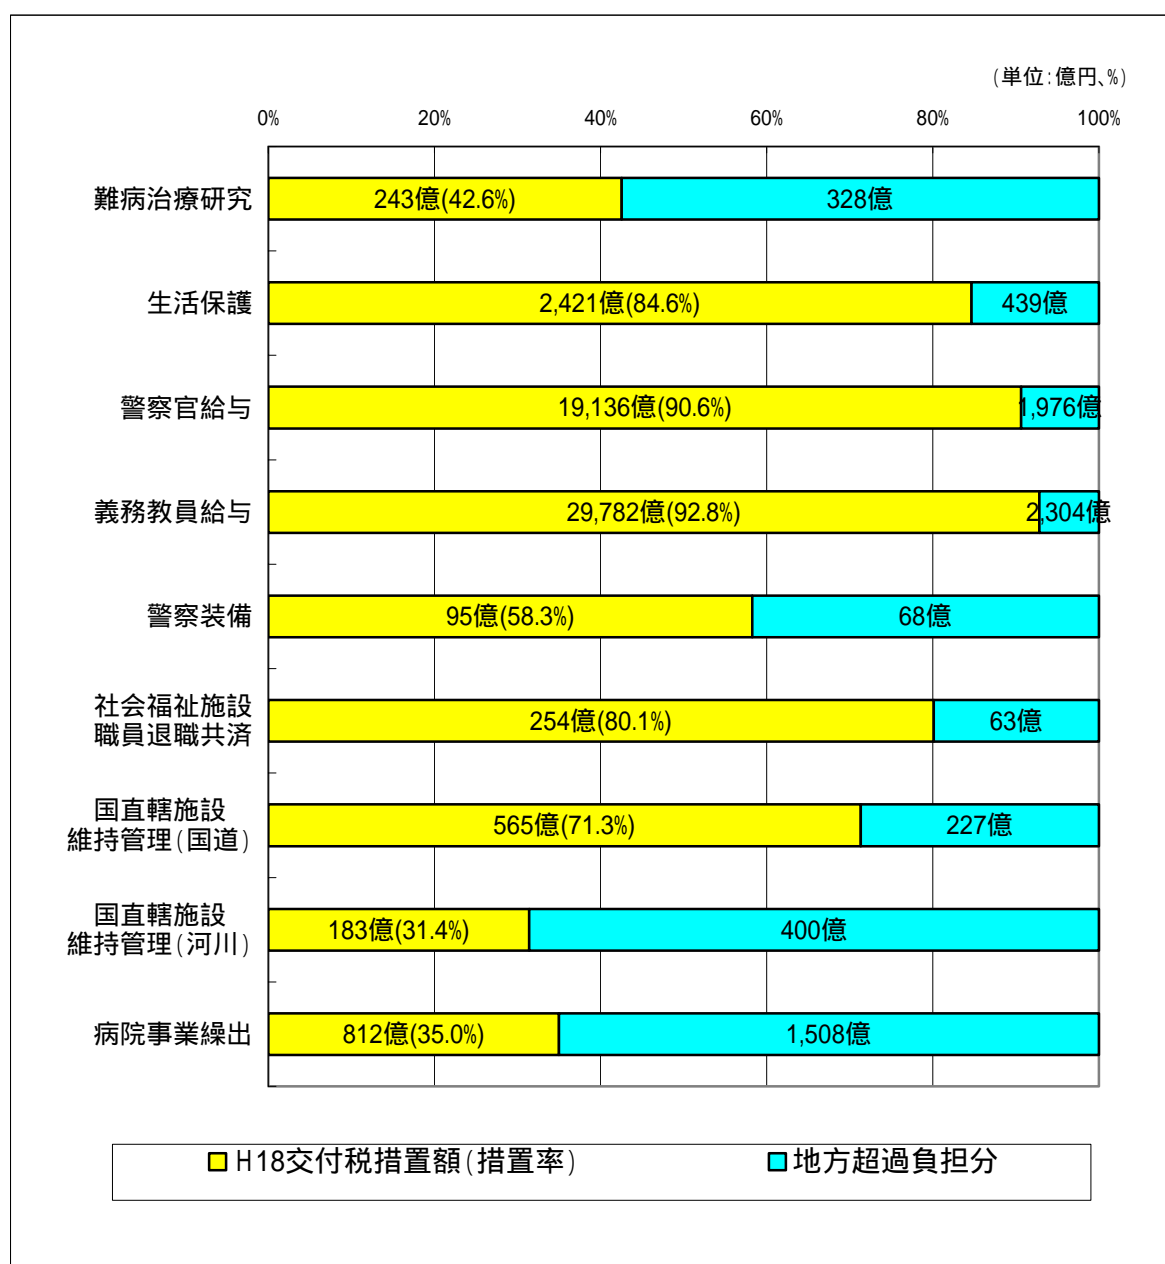 (単位:億円、%)
0% 20% 40% 60% 80% 100%
難病治療研究 243億(42.6%) 328億
生活保護 2,421億(84.6%) 439億
警察官給与 19,136億(90.6%) 1,976億
義務教員給与 29,782億(92.8%) 2,304億
警察装備 95億(58.3%) 68億
社会福祉施設
職員退職共済 254億(80.1%) 63億
国直轄施設
維持管理(国道) 565億(71.3%) 227億
国直轄施設
維持管理(河川) 183億(31.4%) 400億
病院事業繰出 812億(35.0%) 1,508億
H18交付税措置額(措置率) 地方超過負担分